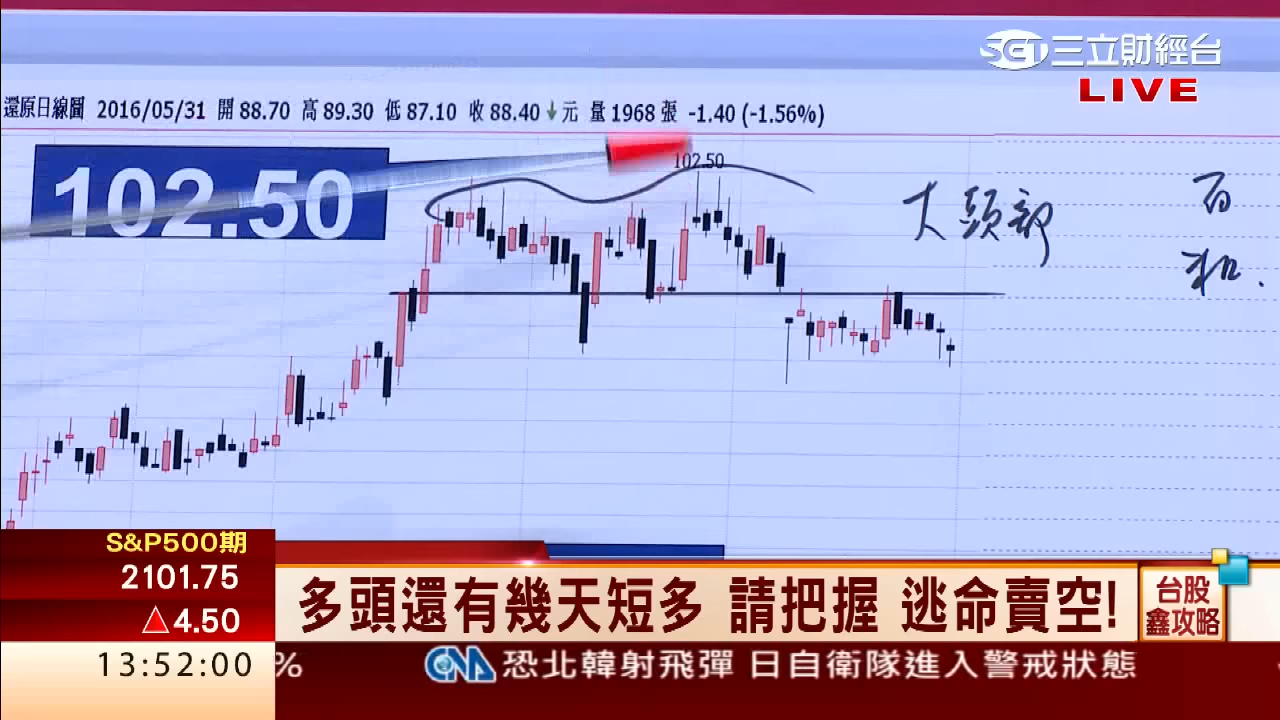 SET 三立財經台
LIVE
還原日線圖 2016/05/31 開 88.70 高 89.30 低 87.10 收 88.40↓元 量 1968 張 -1.40 (-1.56%)
102.50
102.50
大頭部
百和.
S&P500期
2101.75
△4.50
多頭還有幾天短多 請把握 逃命賣空!
台股
鑫攻略
13:52:00
% CNA 恐北韓射飛彈 日自衛隊進入警戒狀態